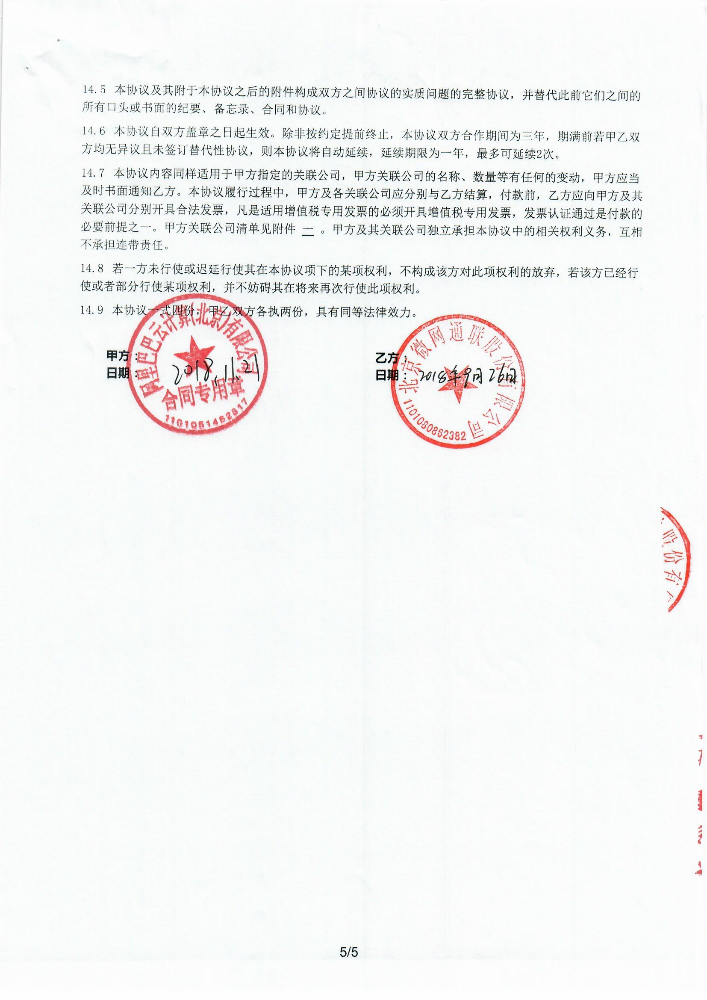 14.5 本协议及其附于本协议之后的附件构成双方之间协议的实质问题的完整协议，并替代此前它们之间的
所有口头或书面的纪要、备忘录、合同和协议。
14.6 本协议自双方盖章之日起生效。除非按约定提前终止，本协议双方合作期间为三年，期满前若甲乙双
方均无异议且未签订替代性协议，则本协议将自动延续，延续期限为一年，最多可延续2次。
14.7 本协议内容同样适用于甲方指定的关联公司，甲方关联公司的名称、数量等有任何的变动，甲方应当
及时书面通知乙方。本协议履行过程中，甲方及各关联公司应分别与乙方结算，付款前，乙方应向甲方及其
关联公司分别开具合法发票，凡是适用增值税专用发票的必须开具增值税专用发票，发票认证通过是付款的
必要前提之一。甲方关联公司清单见附件 二 。甲方及其关联公司独立承担本协议中的相关权利义务，互相
不承担连带责任。
14.8 若一方未行使或迟延行使其在本协议项下的某项权利，不构成该方对此项权利的放弃，若该方已经行
使或者部分行使某项权利，并不妨碍其在将来再次行使此项权利。
14.9 本协议一式四份，甲乙双方各执两份，具有同等法律效力。
甲方：
日期：2018.11.21
阿里巴巴云计算(北京)有限公司
合同专用章
乙方：
日期：2018年9月26日
北京微网通联股份有限公司
1101080862382
股份有
5/5